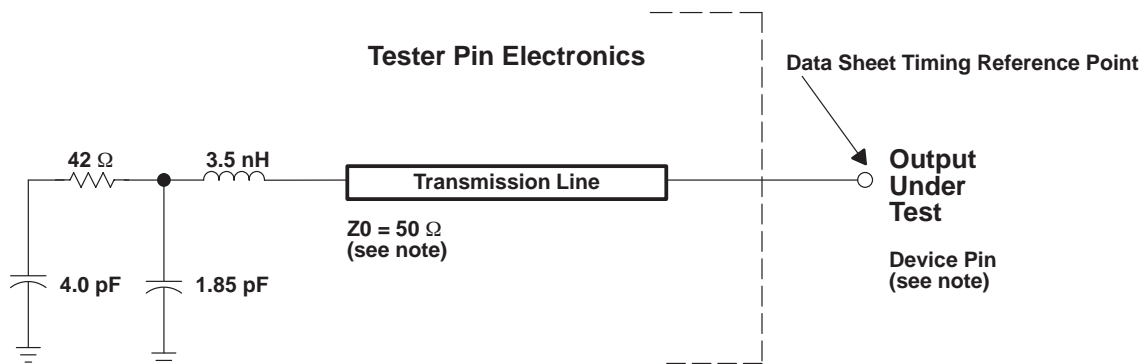 Tester Pin Electronics
Data Sheet Timing Reference Point
42 Ω
3.5 nH
Transmission Line
Output
Under
Test
Z0 = 50 Ω
(see note)
Device Pin
(see note)
4.0 pF
1.85 pF